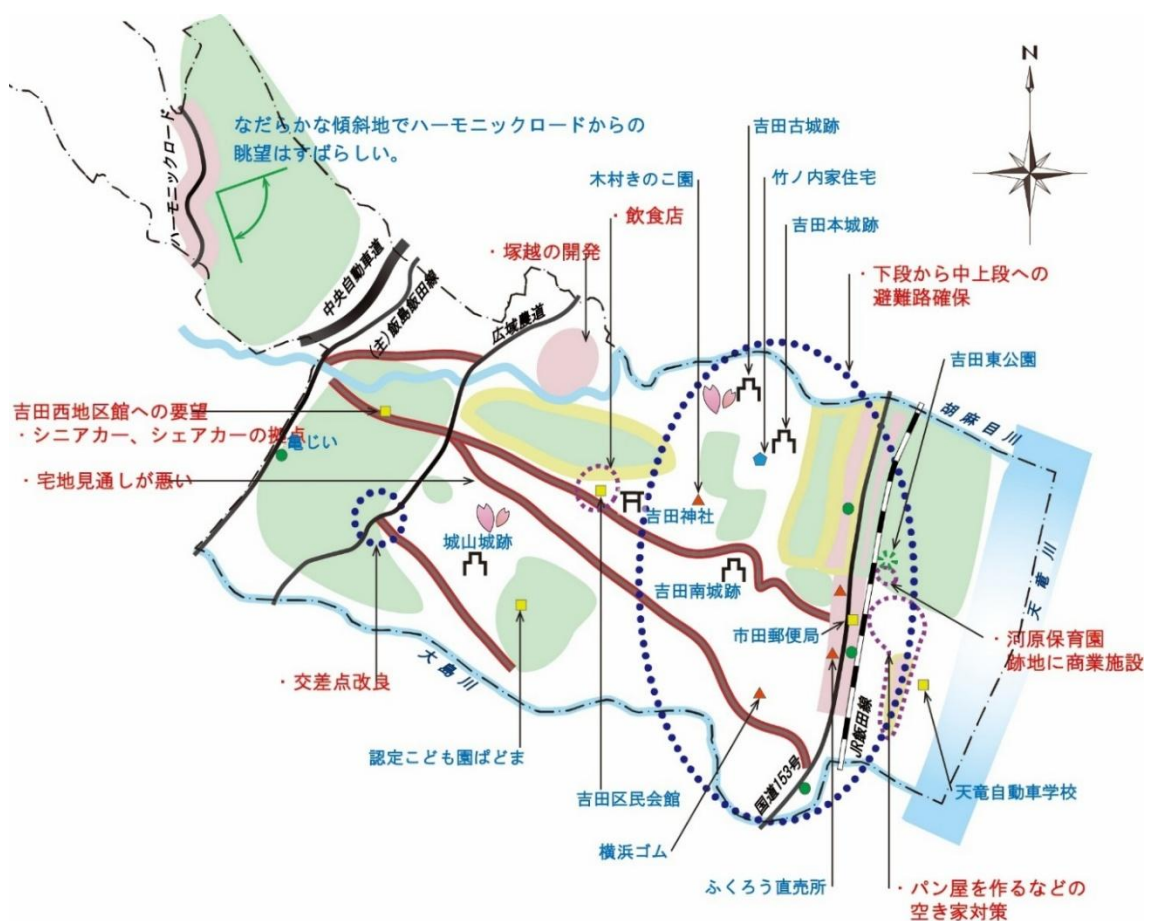 N
なだらかな傾斜地でハーモニックロードからの
眺望はすばらしい。
ハーモニックロード
吉田古城跡
木村きのこ園
竹ノ内家住宅
・飲食店
吉田本城跡
・塚越の開発
中央自動車道
(主)飯島飯田線
広域農道
・下段から中上段への
避難路確保
吉田東公園
胡麻目川
吉田西地区館への要望
・シニアカー、シェアカーの拠点
亀じい
・宅地見通しが悪い
城山城跡
吉田神社
吉田南城跡
市田郵便局
天竜川
・河原保育園
跡地に商業施設
大島川
・交差点改良
JR飯田線
国道153号
認定こども園ぱどま
吉田区民会館
天竜自動車学校
横浜ゴム
ふくろう直売所
・パン屋を作るなどの
空き家対策